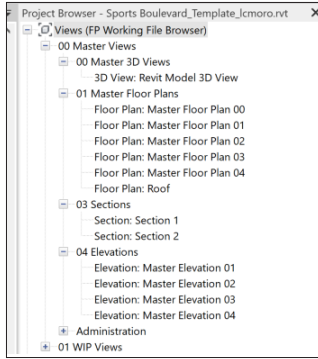 Project Browser - Sports Boulevard_Template_lcmoro.rvt
Views (FP Working File Browser)
00 Master Views
00 Master 3D Views
3D View: Revit Model 3D View
01 Master Floor Plans
Floor Plan: Master Floor Plan 00
Floor Plan: Master Floor Plan 01
Floor Plan: Master Floor Plan 02
Floor Plan: Master Floor Plan 03
Floor Plan: Master Floor Plan 04
Floor Plan: Roof
03 Sections
Section: Section 1
Section: Section 2
04 Elevations
Elevation: Master Elevation 01
Elevation: Master Elevation 02
Elevation: Master Elevation 03
Elevation: Master Elevation 04
Administration
01 WIP Views